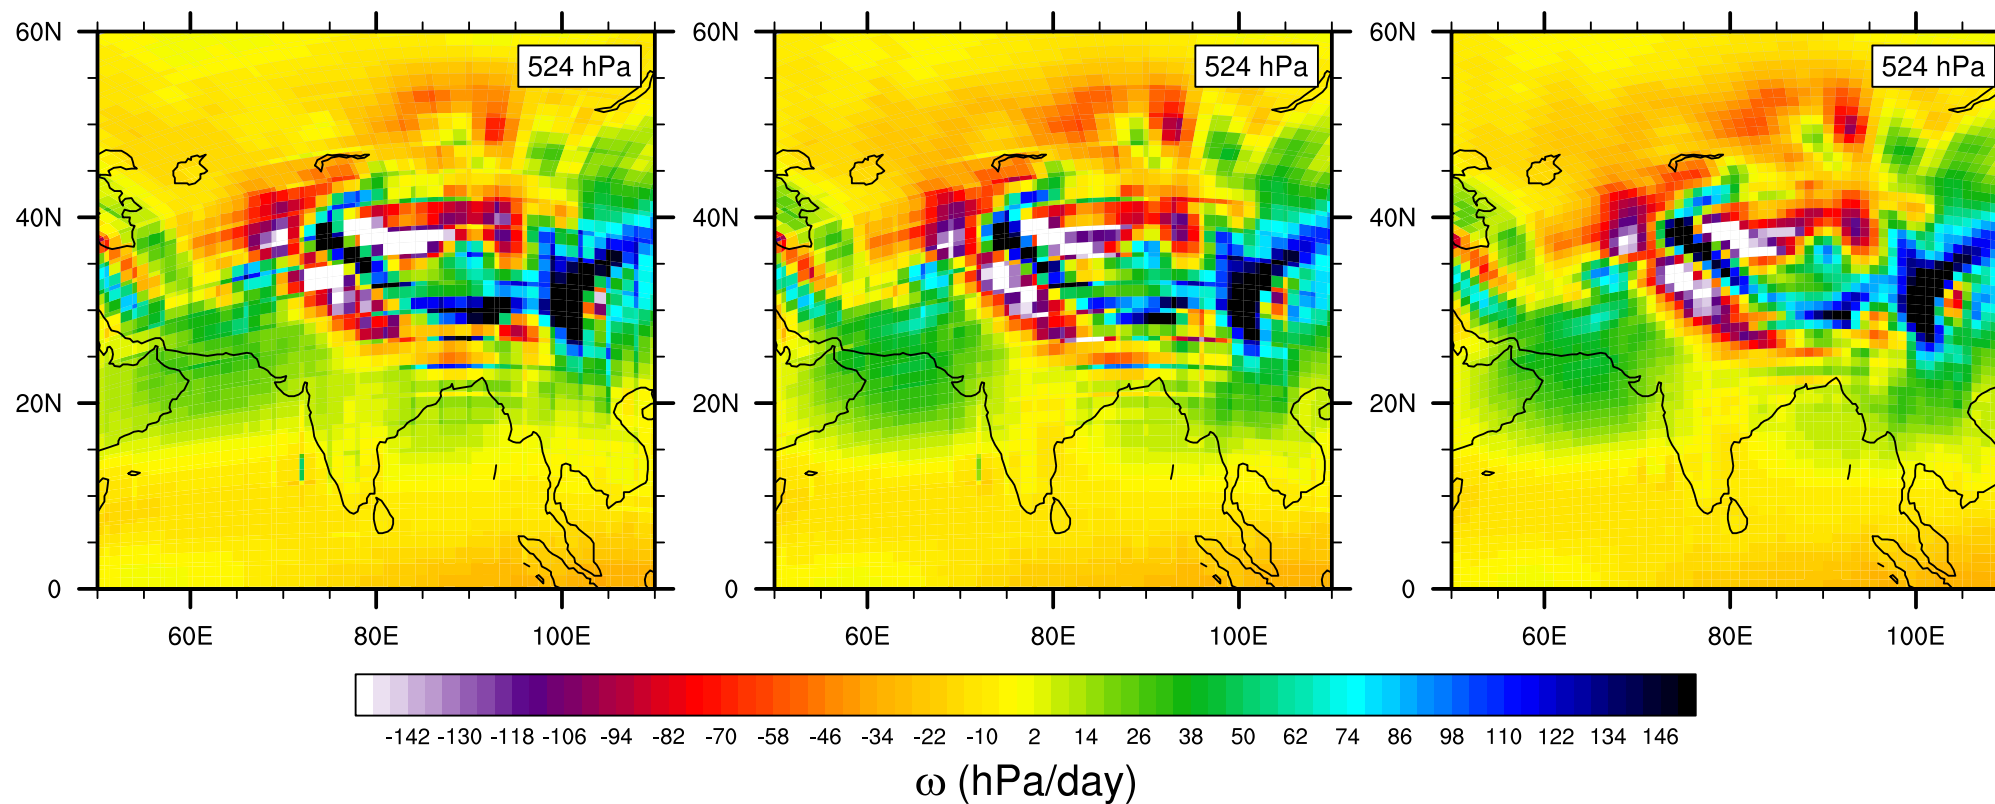 60N 524 hPa 60N 524 hPa 60N 524 hPa
40N 40N 40N
20N 20N 20N
0 0 0
60E 80E 100E 60E 80E 100E 60E 80E 100E
-142 -130 -118 -106 -94 -82 -70 -58 -46 -34 -22 -10 2 14 26 38 50 62 74 86 98 110 122 134 146
ω (hPa/day)